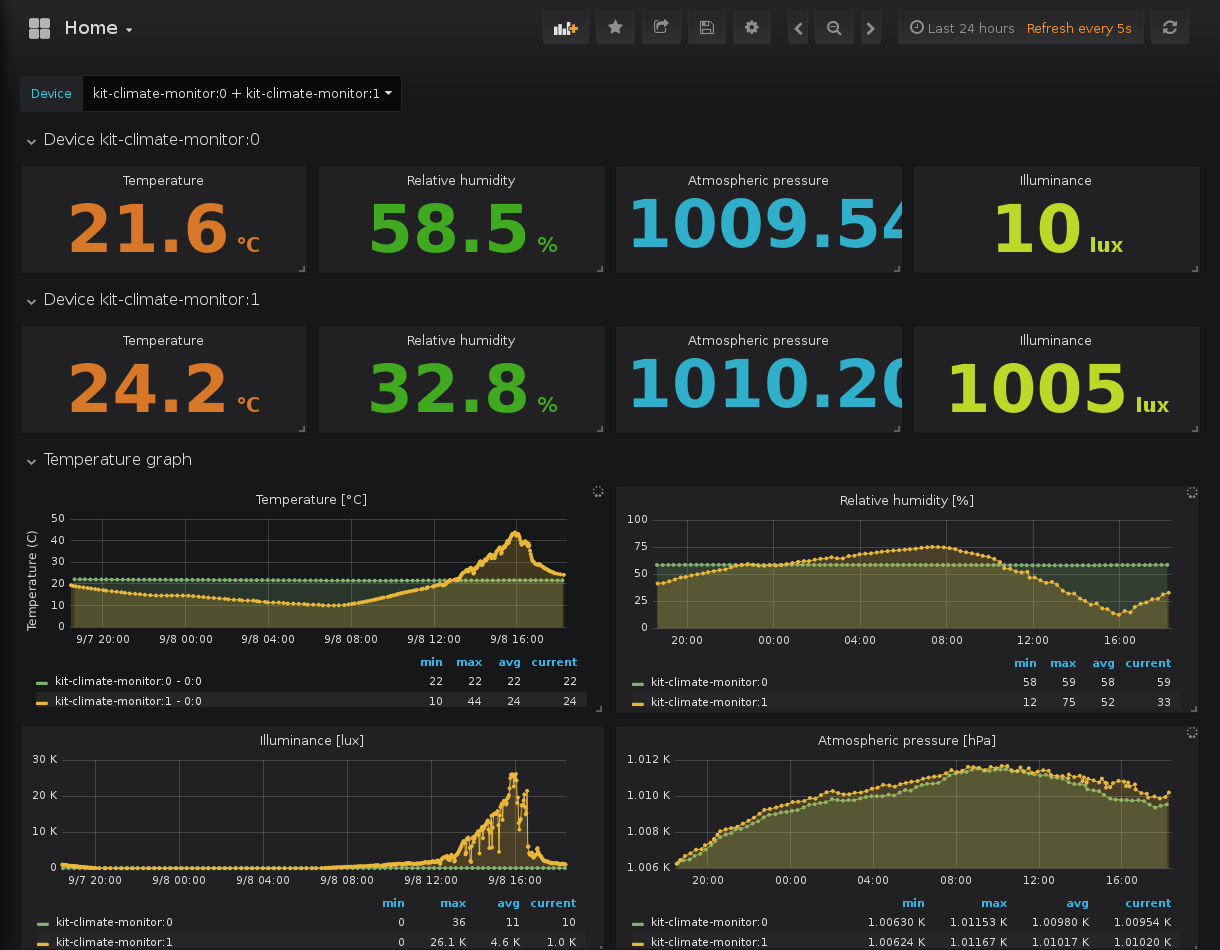 Home
Last 24 hours Refresh every 5s
Device kit-climate-monitor:0 + kit-climate-monitor:1
Device kit-climate-monitor:0
Temperature Relative humidity Atmospheric pressure Illuminance
21.6 °C 58.5 % 1009.54 10 lux
Device kit-climate-monitor:1
Temperature Relative humidity Atmospheric pressure Illuminance
24.2 °C 32.8 % 1010.20 1005 lux
Temperature graph
Temperature [°C]
Temperature (C)
50
40
30
20
10
0
9/7 20:00 9/8 00:00 9/8 04:00 9/8 08:00 9/8 12:00 9/8 16:00
min max avg current
kit-climate-monitor:0 - 0:0 22 22 22 22
kit-climate-monitor:1 - 0:0 10 44 24 24
Relative humidity [%]
100
75
50
25
0
20:00 00:00 04:00 08:00 12:00 16:00
min max avg current
kit-climate-monitor:0 58 59 58 59
kit-climate-monitor:1 12 75 52 33
Illuminance [lux]
30 K
20 K
10 K
0
9/7 20:00 9/8 00:00 9/8 04:00 9/8 08:00 9/8 12:00 9/8 16:00
min max avg current
kit-climate-monitor:0 0 36 11 10
kit-climate-monitor:1 0 26.1 K 4.6 K 1.0 K
Atmospheric pressure [hPa]
1.012 K
1.010 K
1.008 K
1.006 K
20:00 00:00 04:00 08:00 12:00 16:00
min max avg current
kit-climate-monitor:0 1.00630 K 1.01153 K 1.00980 K 1.00954 K
kit-climate-monitor:1 1.00624 K 1.01167 K 1.01017 K 1.01020 K